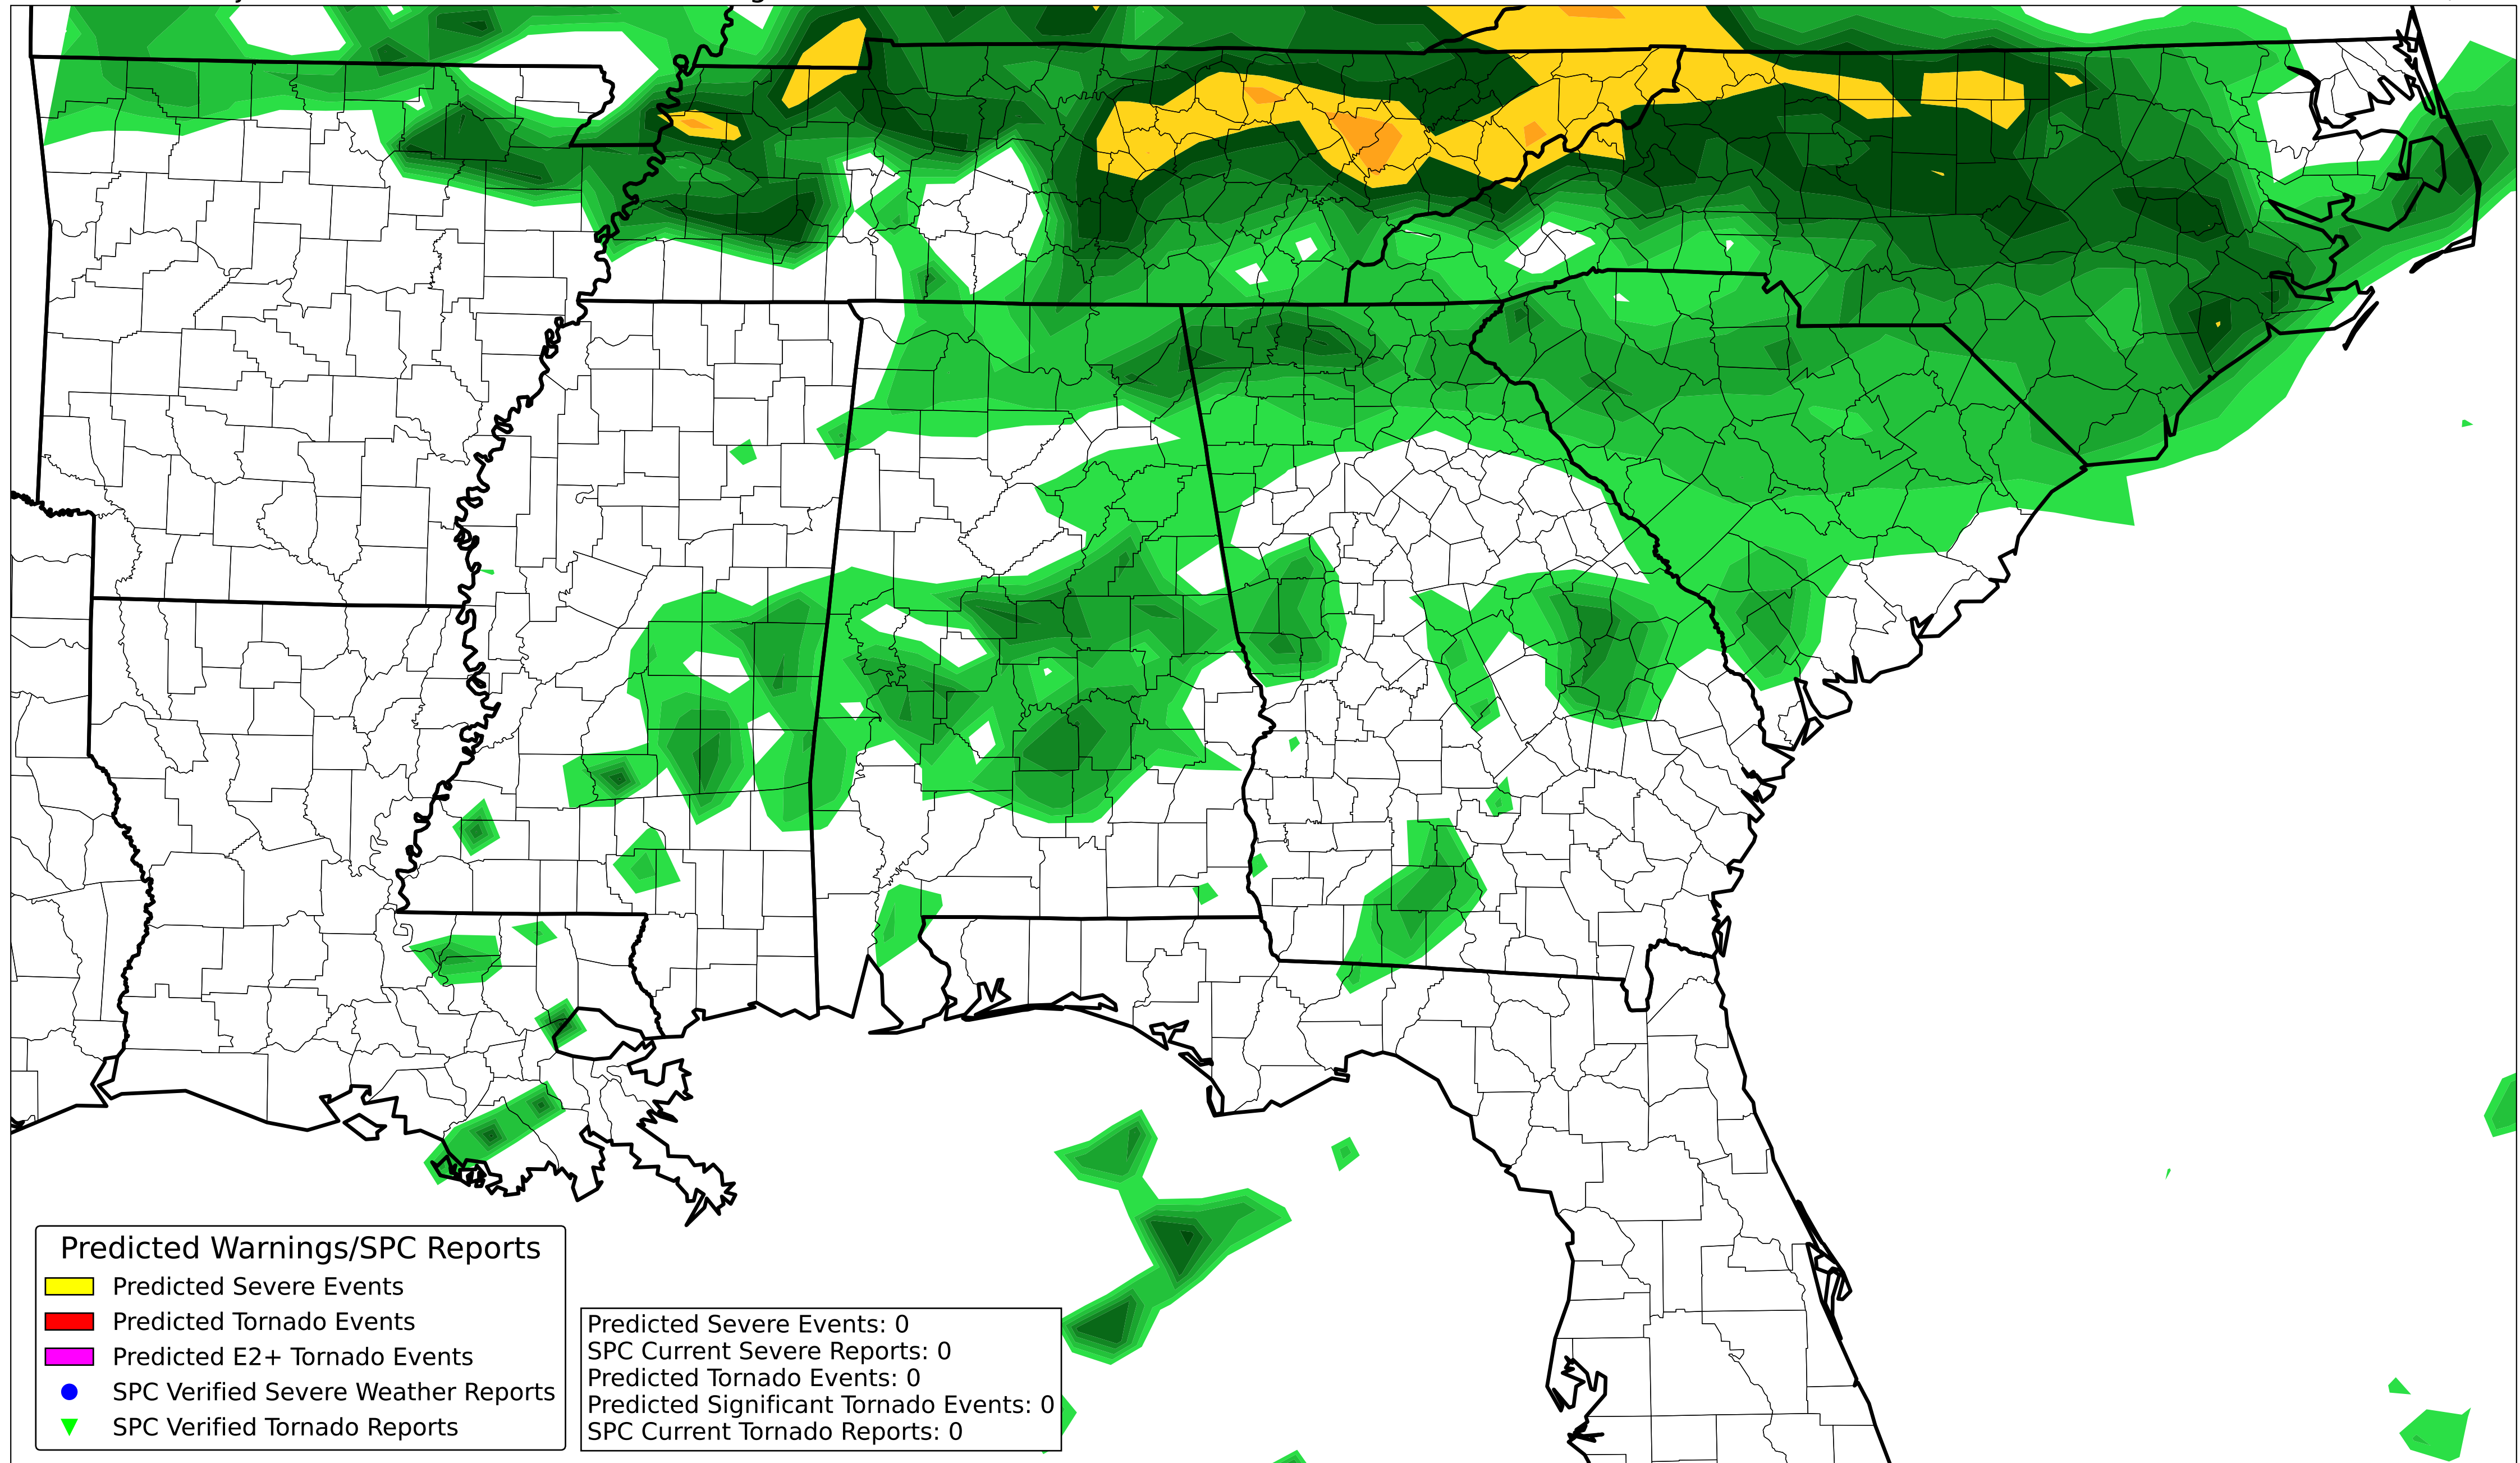 Predicted Warnings/SPC Reports
Predicted Severe Events
Predicted Tornado Events
Predicted E2+ Tornado Events
SPC Verified Severe Weather Reports
SPC Verified Tornado Reports
Predicted Severe Events: 0
SPC Current Severe Reports: 0
Predicted Tornado Events: 0
Predicted Significant Tornado Events: 0
SPC Current Tornado Reports: 0